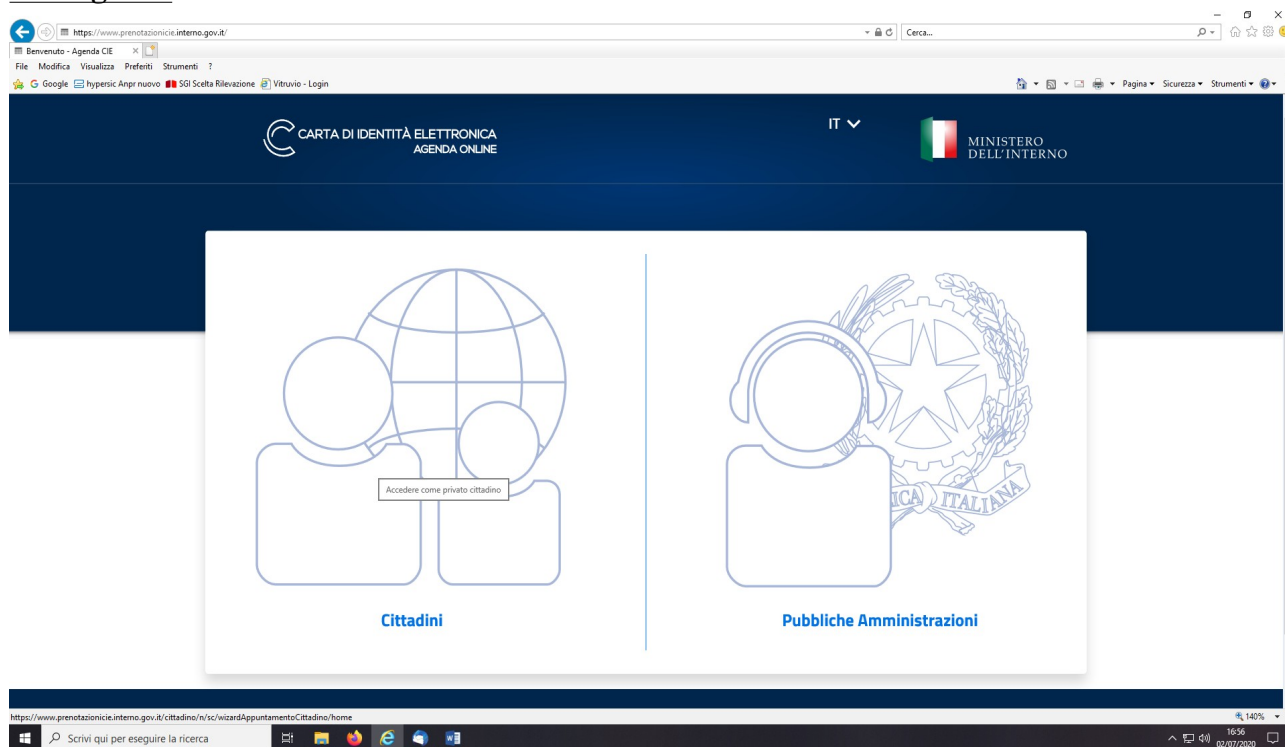 https://www.prenotazionicie.interno.gov.it/
Cerca...
Benvenuto - Agenda CIE
File Modifica Visualizza Preferiti Strumenti ?
Google hypersic Anpr nuovo SGI Scelta Rilevazione Vitruvio - Login
Pagina Sicurezza Strumenti
CARTA DI IDENTITÀ ELETTRONICA
AGENDA ONLINE
IT
MINISTERO
DELL'INTERNO
Accedere come privato cittadino
ICA ITALIANA
Cittadini
Pubbliche Amministrazioni
https://www.prenotazionicie.interno.gov.it/cittadino/n/sc/wizardAppuntamentoCittadino/home
140%
Scrivi qui per eseguire la ricerca
16:56
02/07/2020